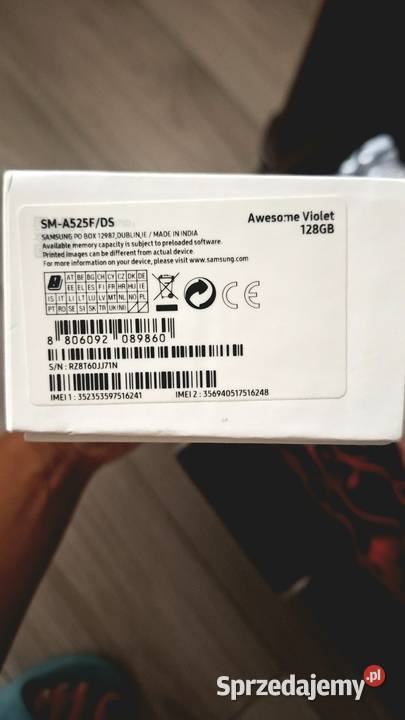 SM-A525F/DS
Awesome Violet
128GB
SAMSUNG PO BOX 12987,DUBLIN,IE / MADE IN INDIA
Available memory capacity is subject to preloaded software.
Printed images can be different from actual device.
For more information on your device, please visit www.samsung.com
AT BE BG CH CY CZ DK DE
EE EL ES FI FR HR HU IE
IS IT LI LT LU LV MT NL NO PL
PT RO SE SI SK TR UK(NI)
CE
8 806092 089860
S/N : RZ8T60JJ71N
IMEI 1 : 352353597516241 IMEI 2 : 356940517516248
Sprzedajemy.pl